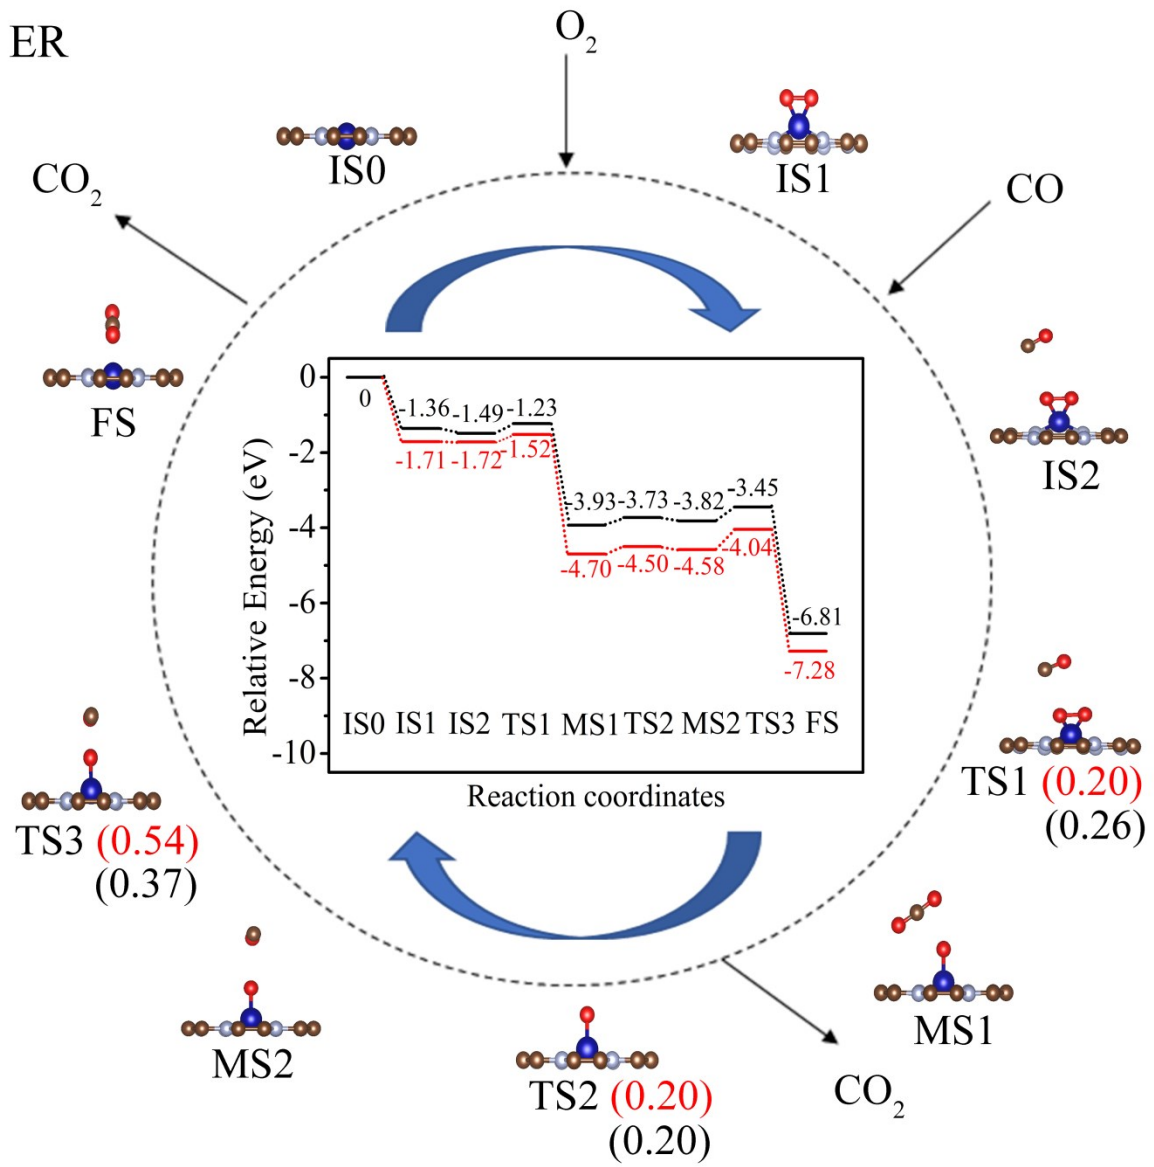 ER
O₂
IS0
IS1
CO₂
CO
FS
IS2
0
-2
-4
-6
-8
-10
Relative Energy (eV)
0
-1.36
-1.49
-1.23
-1.71
-1.72
-1.52
-3.93
-3.73
-3.82
-3.45
-4.70
-4.50
-4.58
-4.04
-6.81
-7.28
IS0 IS1 IS2 TS1 MS1 TS2 MS2 TS3 FS
Reaction coordinates
TS1 (0.20)
(0.26)
TS3 (0.54)
(0.37)
MS1
MS2
TS2 (0.20)
(0.20)
CO₂